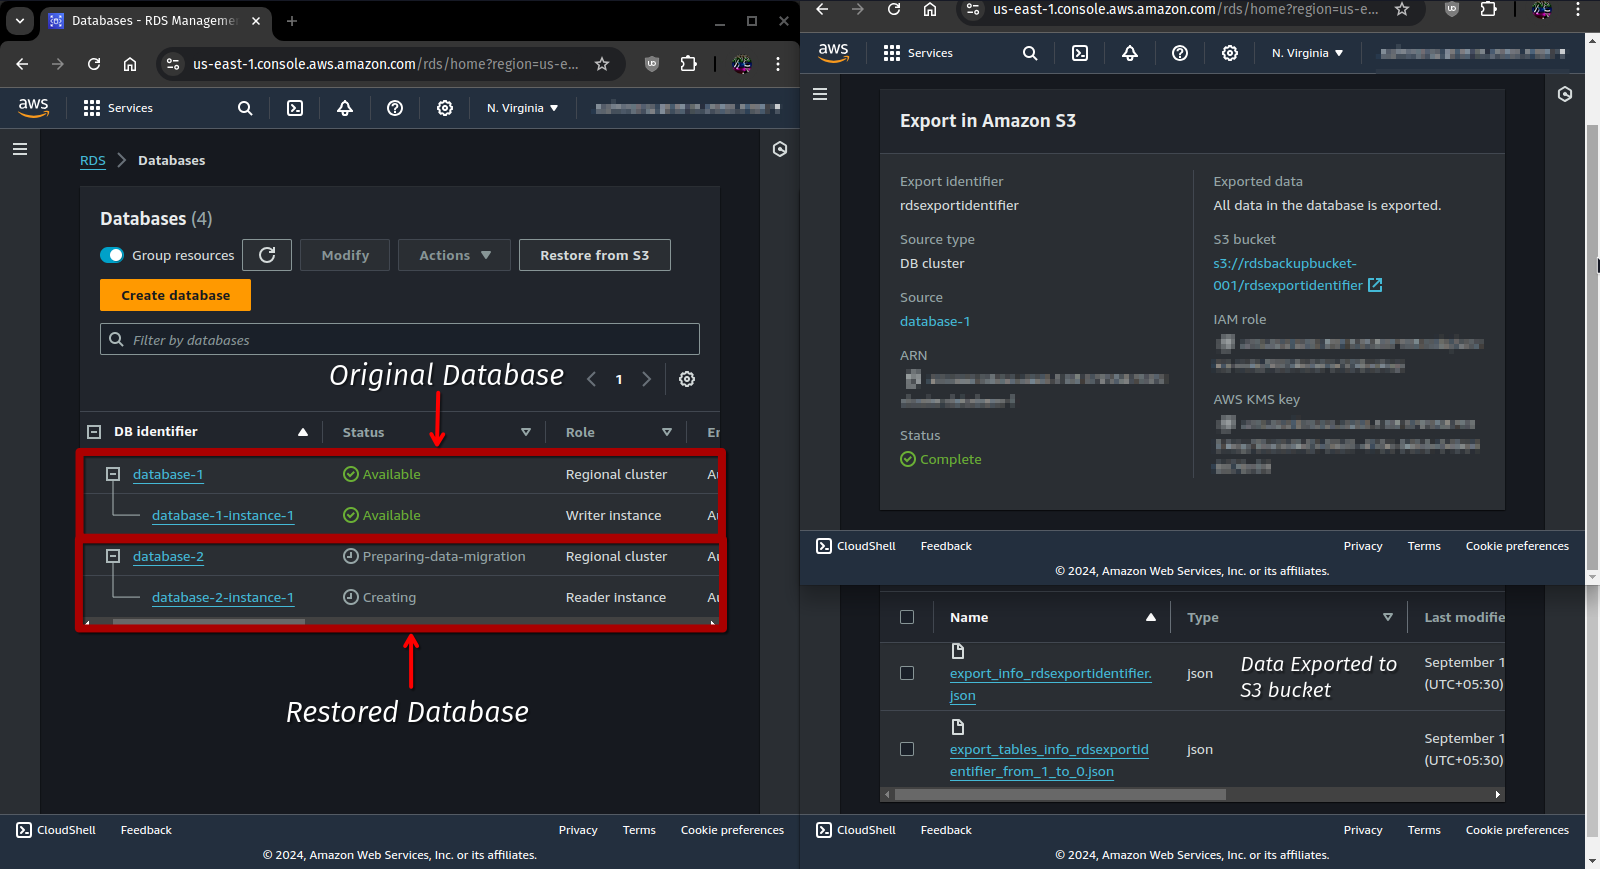 Databases - RDS Manageme
us-east-1.console.aws.amazon.com/rds/home?region=us-e...
aws
Services
N. Virginia
RDS
Databases
Databases (4)
Group resources
Modify
Actions
Restore from S3
Create database
Filter by databases
Original Database
1
DB identifier
Status
Role
database-1
Available
Regional cluster
database-1-instance-1
Available
Writer instance
database-2
Preparing-data-migration
Regional cluster
database-2-instance-1
Creating
Reader instance
Restored Database
CloudShell
Feedback
Privacy
Terms
Cookie preferences
© 2024, Amazon Web Services, Inc. or its affiliates.
us-east-1.console.aws.amazon.com/rds/home?region=us-e...
aws
Services
N. Virginia
Export in Amazon S3
Export identifier
rdsexportidentifier
Source type
DB cluster
Source
database-1
ARN
Status
Complete
Exported data
All data in the database is exported.
S3 bucket
s3://rdsbackupbucket-
001/rdsexportidentifier
IAM role
AWS KMS key
CloudShell
Feedback
Privacy
Terms
Cookie preferences
© 2024, Amazon Web Services, Inc. or its affiliates.
Name
Type
Last modifie
export_info_rdsexportidentifier.
json
json
Data Exported to
S3 bucket
September 1
(UTC+05:30)
export_tables_info_rdsexportid
entifier_from_1_to_0.json
json
September 1
(UTC+05:30)
CloudShell
Feedback
Privacy
Terms
Cookie preferences
© 2024, Amazon Web Services, Inc. or its affiliates.